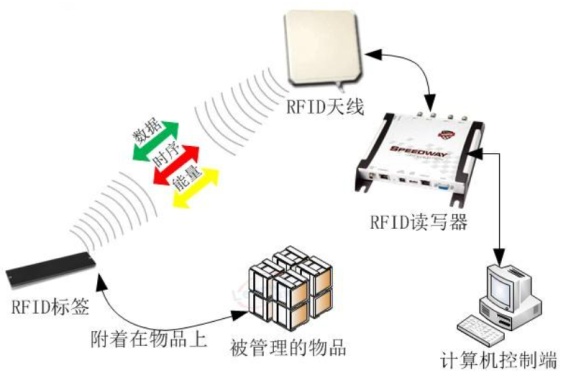 RFID天线
数据
时序
能量
SPEEDWAY
RFID读写器
RFID标签
附着在物品上
被管理的物品
计算机控制端